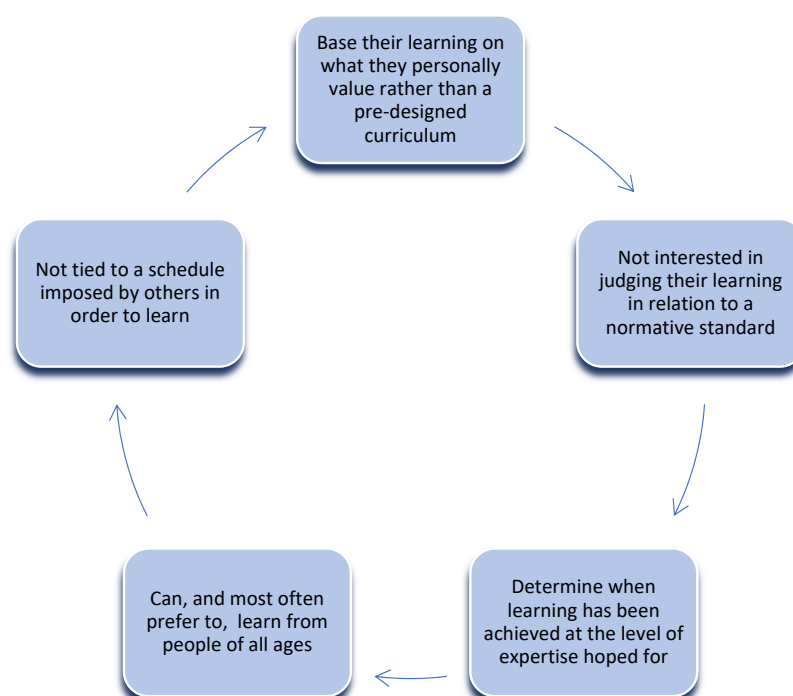 Base their learning on
what they personally
value rather than a
pre-designed
curriculum
Not interested in
judging their learning
in relation to a
normative standard
Determine when
learning has been
achieved at the level of
expertise hoped for
Can, and most often
prefer to, learn from
people of all ages
Not tied to a schedule
imposed by others in
order to learn